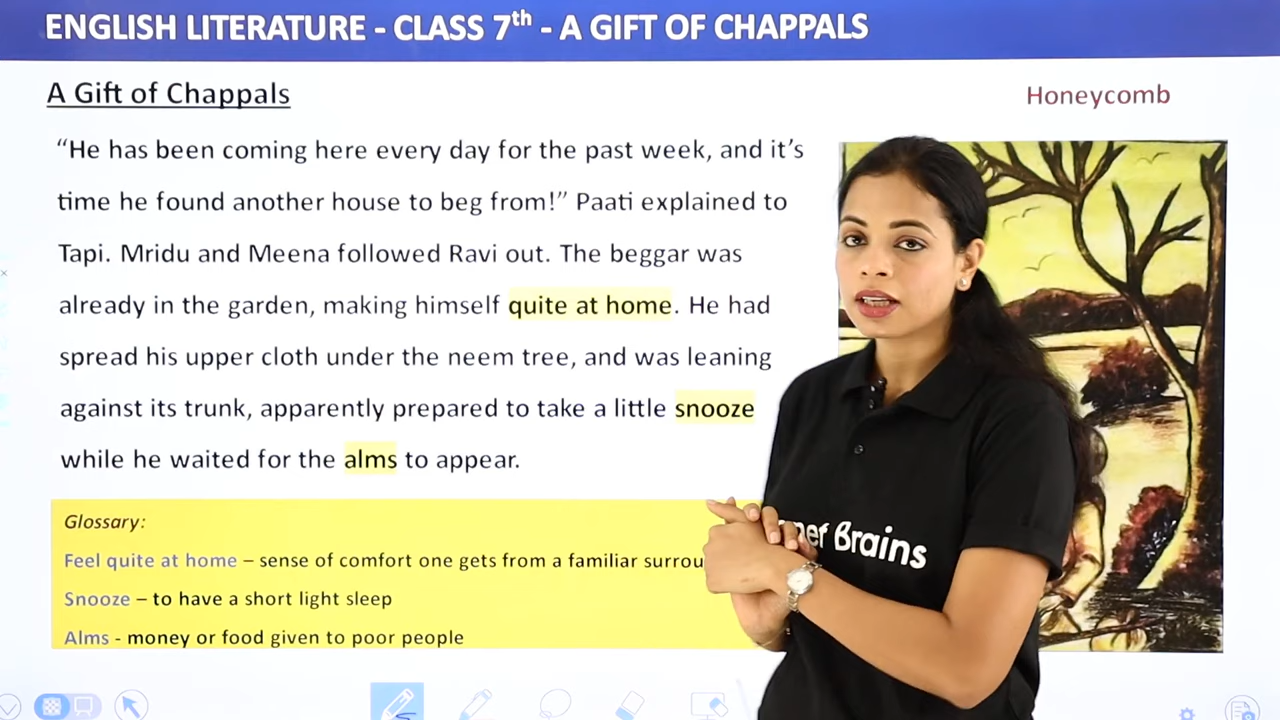 ENGLISH LITERATURE - CLASS 7th - A GIFT OF CHAPPALS
A Gift of Chappals
Honeycomb
“He has been coming here every day for the past week, and it’s
time he found another house to beg from!” Paati explained to
Tapi. Mridu and Meena followed Ravi out. The beggar was
already in the garden, making himself quite at home. He had
spread his upper cloth under the neem tree, and was leaning
against its trunk, apparently prepared to take a little snooze
while he waited for the alms to appear.
Glossary:
Feel quite at home – sense of comfort one gets from a familiar
Snooze – to have a short light sleep
Alms - money or food given to poor people
Brains